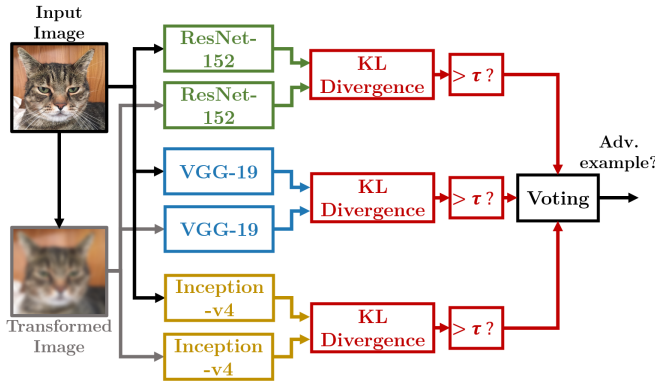 Input
Image
ResNet-
152
ResNet-
152
KL
Divergence
> τ ?
VGG-19
VGG-19
KL
Divergence
> τ ?
Voting
Adv.
example?
Transformed
Image
Inception
-v4
Inception
-v4
KL
Divergence
> τ ?